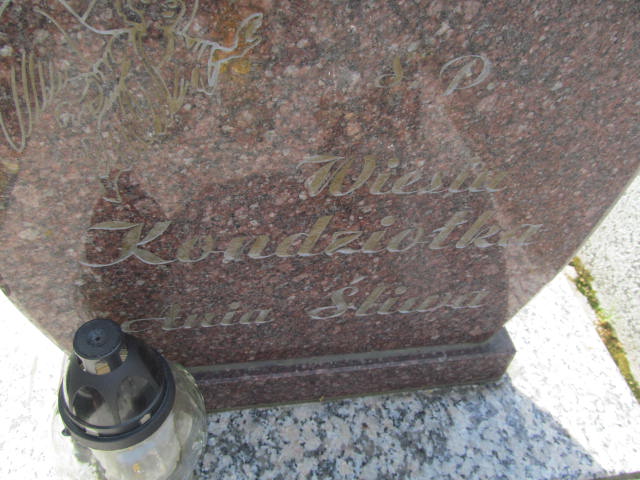 Ś. P.
Wiesia
Kondziołka
Ania Śliwa